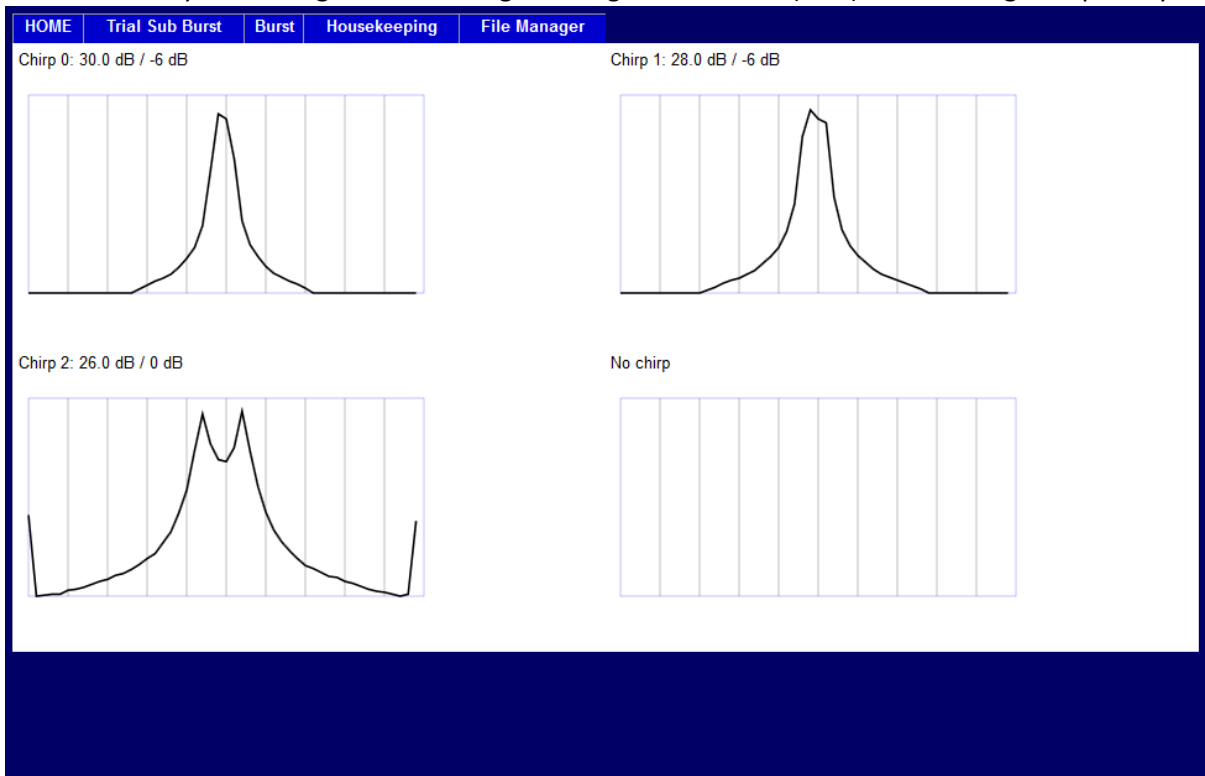 HOME Trial Sub Burst Burst Housekeeping File Manager
Chirp 0: 30.0 dB / -6 dB Chirp 1: 28.0 dB / -6 dB
Chirp 2: 26.0 dB / 0 dB No chirp